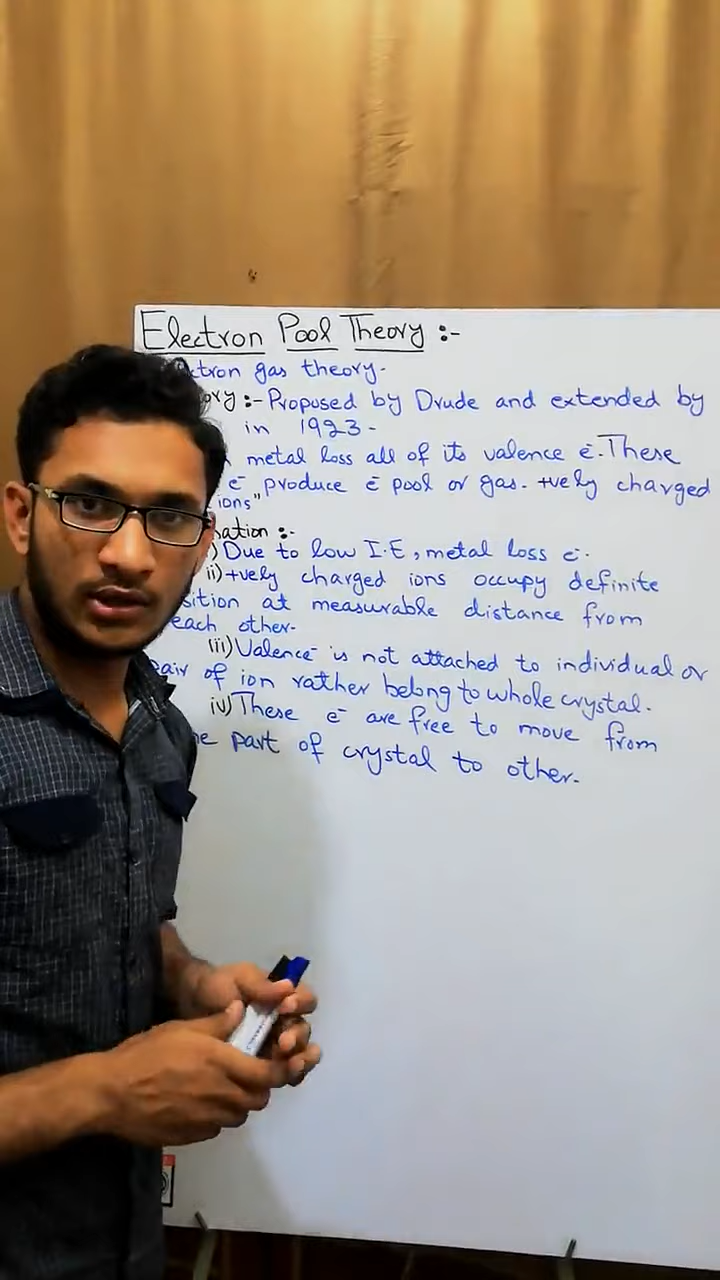 Electron Pool Theory :-
ctron gas theory-
ory :- Proposed by Drude and extended by
in 1923-
metal loss all of its valence e⁻. These
e⁻ produce e⁻ pool or gas. +vely charged
ions"
nation :-
) Due to low I.E, metal loss e⁻.
ii) +vely charged ions occupy definite
sition at measurable distance from
each other.
iii) Valence⁻ is not attached to individual or
pair of ion rather belong to whole crystal.
iv) These e⁻ are free to move from
ne part of crystal to other.